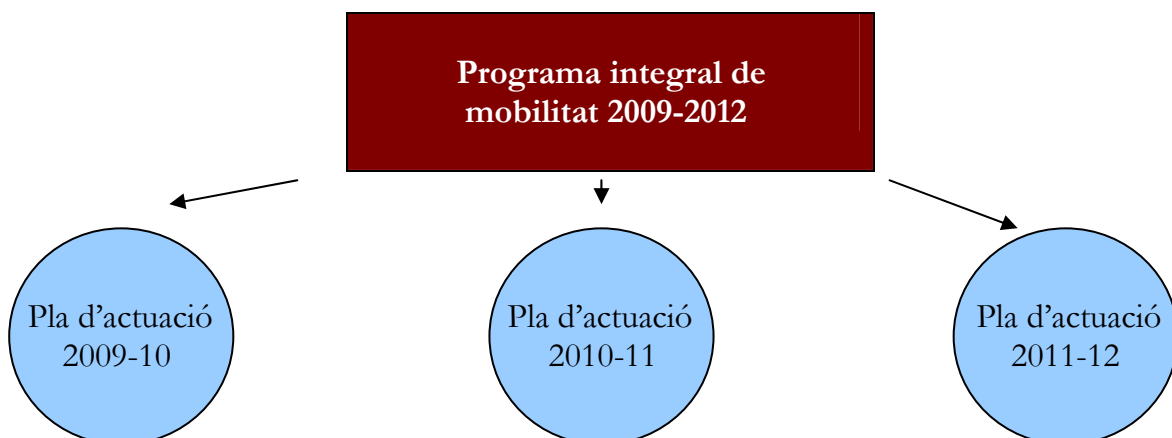 Programa integral de
mobilitat 2009-2012
Pla d’actuació
2009-10
Pla d’actuació
2010-11
Pla d’actuació
2011-12